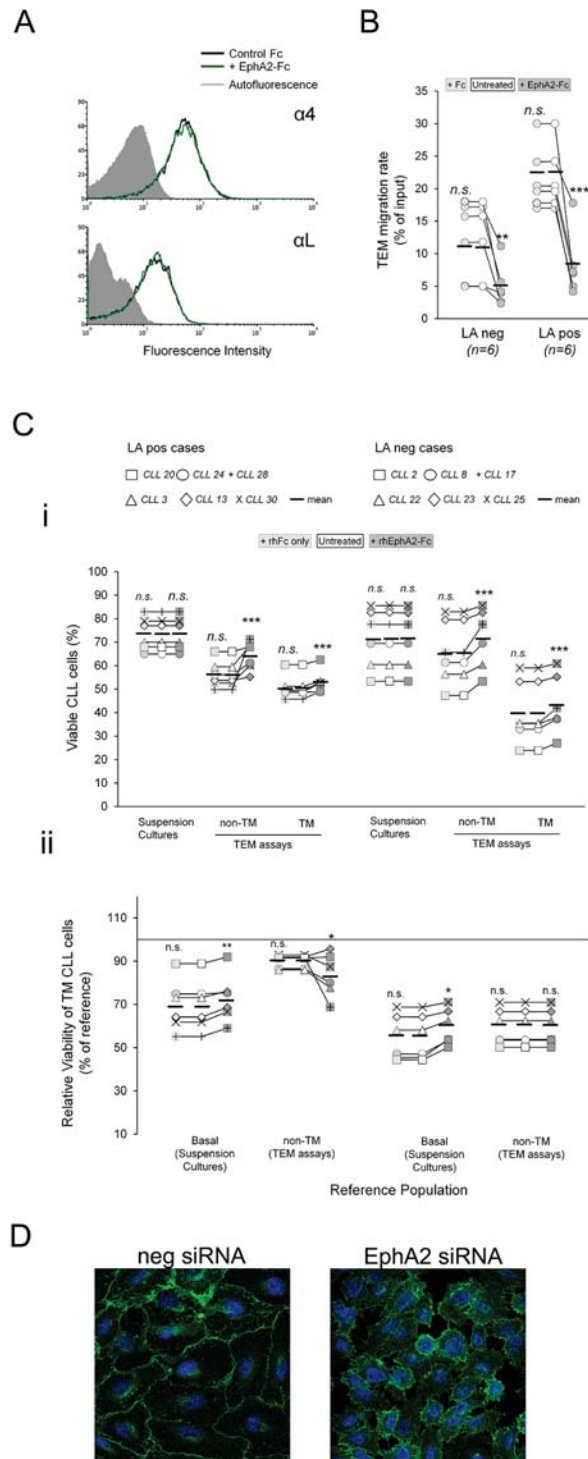 A
Control Fc
+ EphA2-Fc
Autofluorescence
α4
αL
Fluorescence Intensity
B
+ Fc Untreated + EphA2-Fc
TEM migration rate
(% of input)
35
30
25
20
15
10
5
0
n.s.
n.s.
**
***
LA neg LA pos
(n=6) (n=6)
C
LA pos cases LA neg cases
CLL 20 CLL 24 + CLL 28 CLL 2 CLL 8 + CLL 17
CLL 3 CLL 13 X CLL 30 mean CLL 22 CLL 23 X CLL 25 mean
i
+ rhFc only Untreated + rhEphA2-Fc
Viable CLL cells (%)
100
90
80
70
60
50
40
30
20
10
0
n.s. n.s. n.s. *** n.s. *** n.s. n.s. n.s. *** n.s. ***
Suspension Cultures non-TM TM Suspension Cultures non-TM TM
TEM assays TEM assays
ii
Relative Viability of TM CLL cells
(% of reference)
110
90
70
50
30
10
n.s. ** n.s. * n.s. * n.s. n.s.
Basal non-TM Basal non-TM
(Suspension (TEM assays) (Suspension (TEM assays)
Cultures) Cultures)
Reference Population
D
neg siRNA EphA2 siRNA